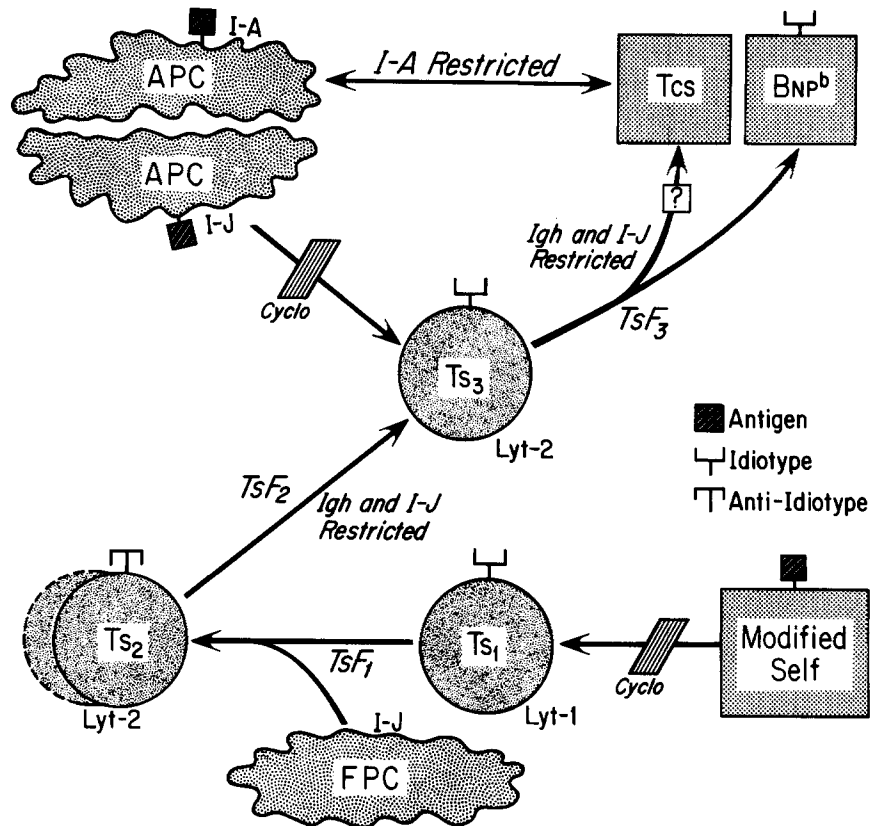 I-A
APC
I-A Restricted
Tcs
BNPᵇ
APC
I-J
?
Igh and I-J
Restricted
Cyclo
TsF₃
Ts₃
Lyt-2
Antigen
Idiotype
Anti-Idiotype
TsF₂
Igh and I-J
Restricted
Ts₂
TsF₁
Ts₁
Modified
Self
Cyclo
Lyt-2
Lyt-1
I-J
FPC